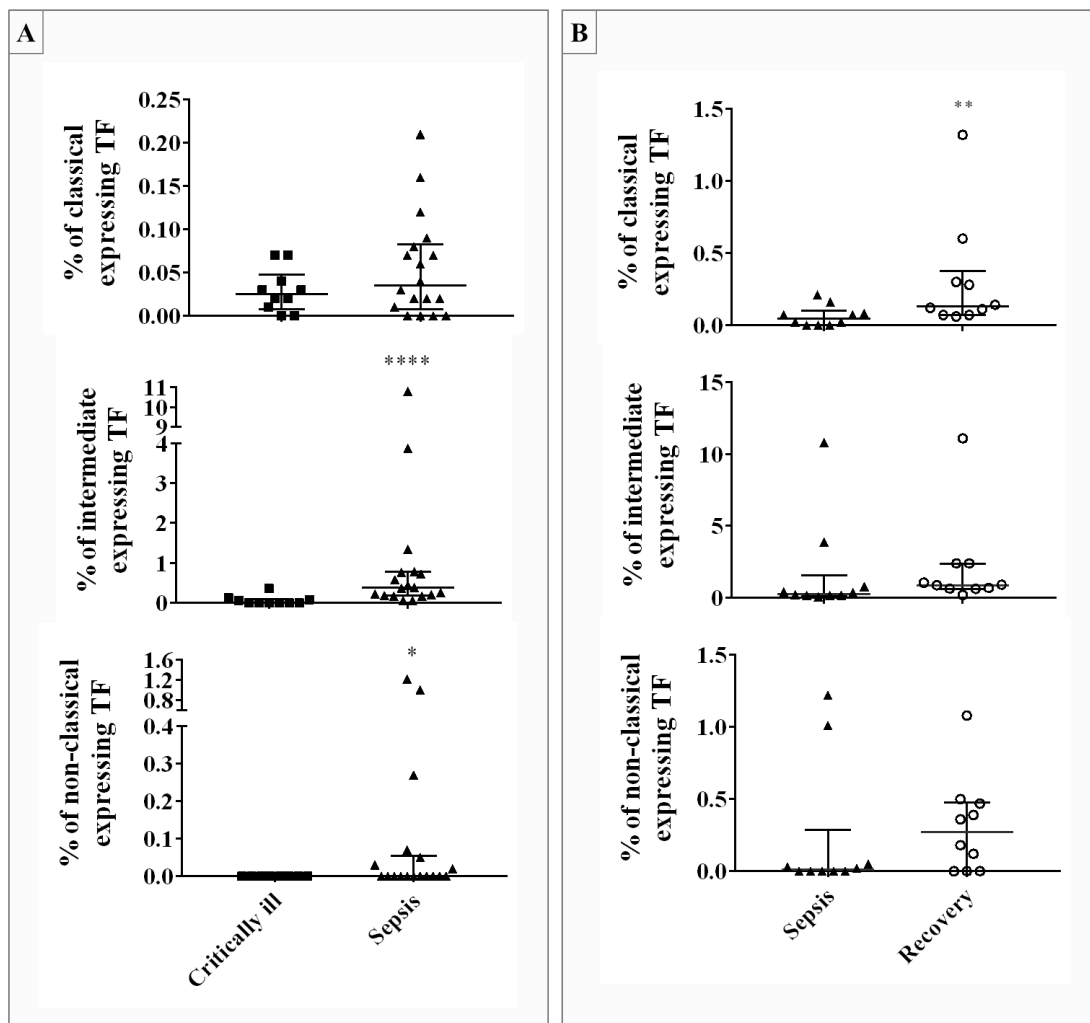 A
% of classical
expressing TF
0.25
0.20
0.15
0.10
0.05
0.00
****
% of intermediate
expressing TF
11
10
9
4
3
2
1
0
*
% of non-classical
expressing TF
1.6
1.2
0.8
0.4
0.3
0.2
0.1
0.0
Critically ill
Sepsis
B
% of classical
expressing TF
**
1.5
1.0
0.5
0.0
% of intermediate
expressing TF
15
10
5
0
% of non-classical
expressing TF
1.5
1.0
0.5
0.0
Sepsis
Recovery